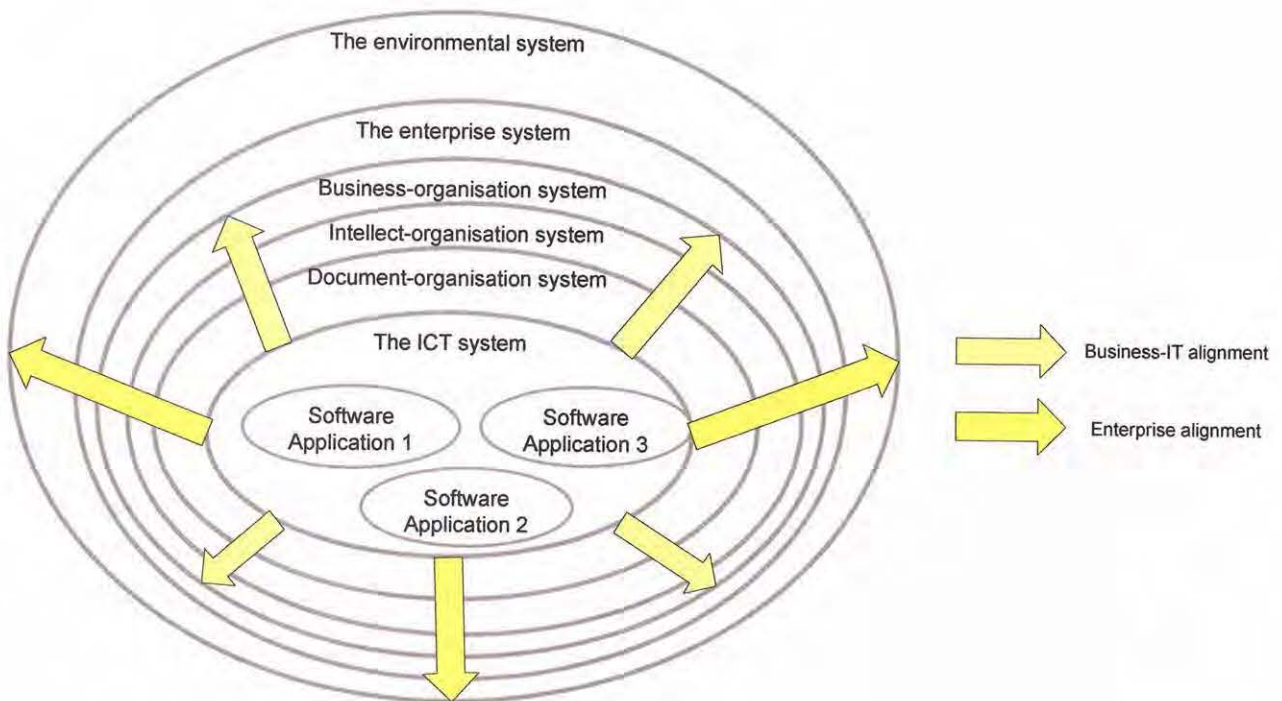 The environmental system
The enterprise system
Business-organisation system
Intellect-organisation system
Document-organisation system
The ICT system
Software
Application 1
Software
Application 3
Software
Application 2
Business-IT alignment
Enterprise alignment